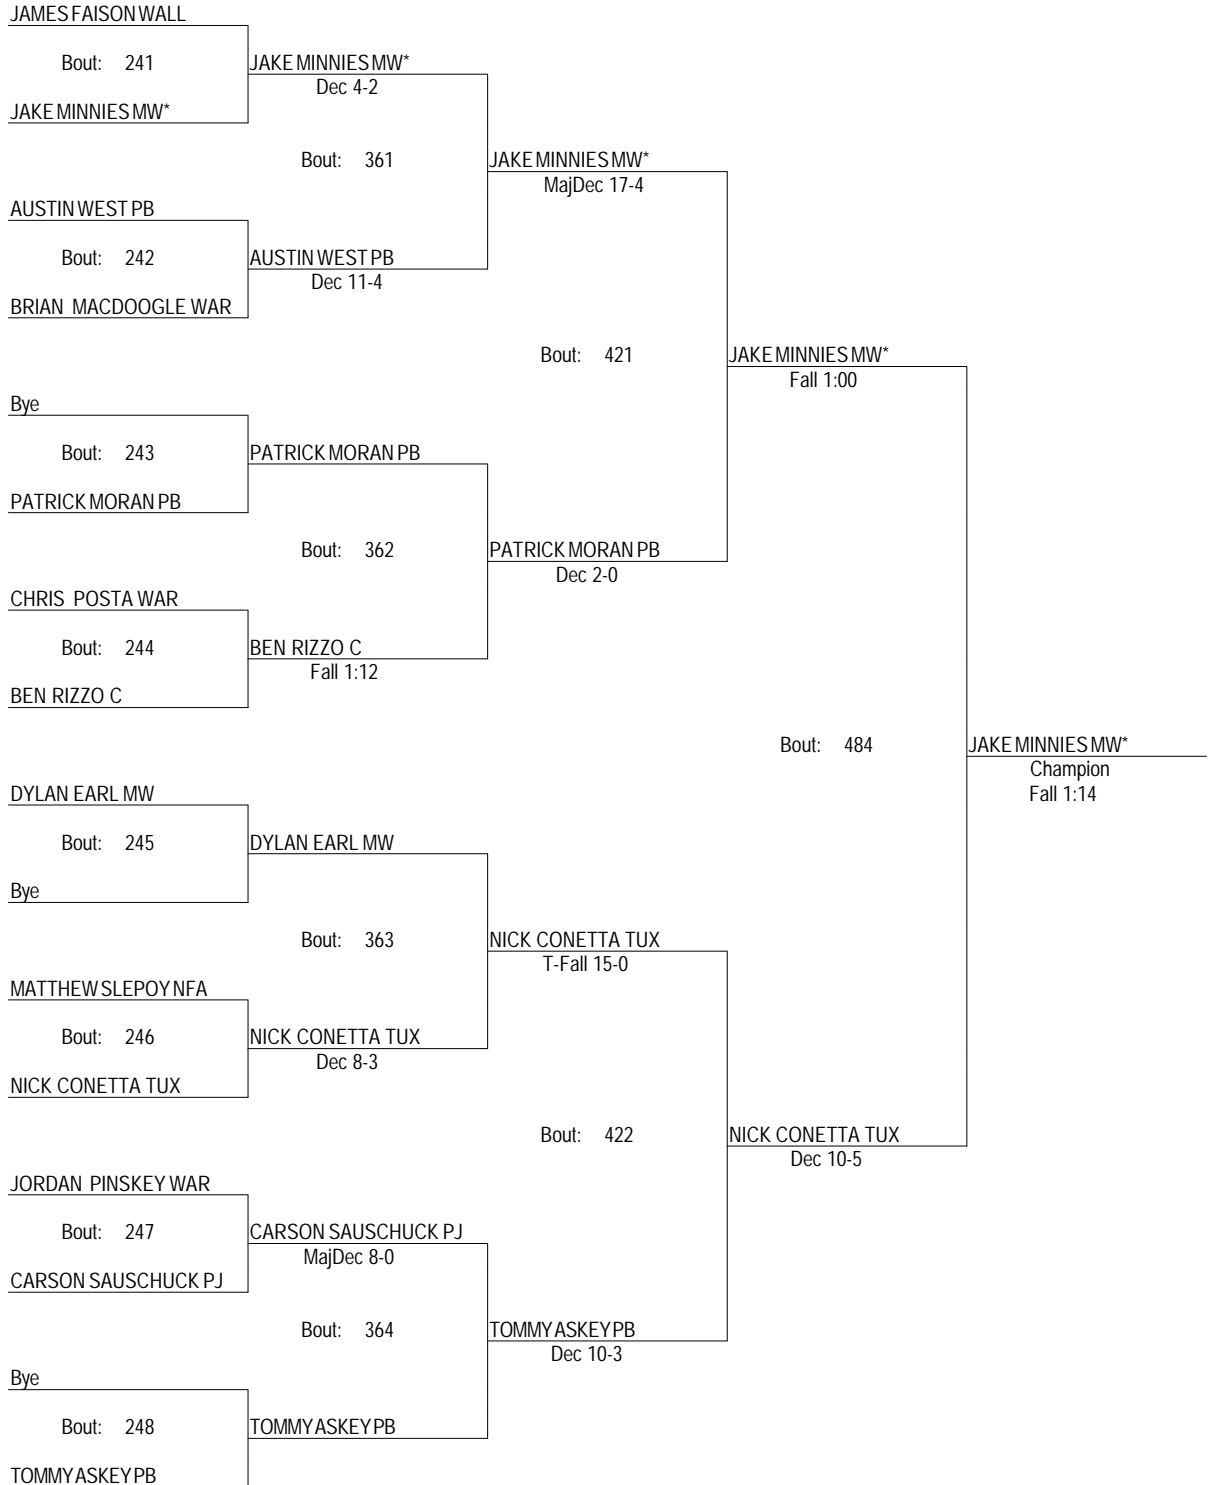 JAMES FAISON WALL
Bout: 241
JAKE MINNIES MW*
Dec 4-2
JAKE MINNIES MW*
Bout: 361
JAKE MINNIES MW*
MajDec 17-4
AUSTIN WEST PB
Bout: 242
AUSTIN WEST PB
Dec 11-4
BRIAN MACDOOGLE WAR
Bout: 421
JAKE MINNIES MW*
Fall 1:00
Bye
Bout: 243
PATRICK MORAN PB
PATRICK MORAN PB
Bout: 362
PATRICK MORAN PB
Dec 2-0
CHRIS POSTA WAR
Bout: 244
BEN RIZZO C
Fall 1:12
BEN RIZZO C
Bout: 484
JAKE MINNIES MW*
Champion
Fall 1:14
DYLAN EARL MW
Bout: 245
DYLAN EARL MW
Bye
Bout: 363
NICK CONETTA TUX
T-Fall 15-0
MATTHEW SLEPOY NFA
Bout: 246
NICK CONETTA TUX
Dec 8-3
NICK CONETTA TUX
Bout: 422
NICK CONETTA TUX
Dec 10-5
JORDAN PINSKEY WAR
Bout: 247
CARSON SAUSCHUCK PJ
MajDec 8-0
CARSON SAUSCHUCK PJ
Bout: 364
TOMMY ASKEY PB
Dec 10-3
Bye
Bout: 248
TOMMY ASKEY PB
TOMMY ASKEY PB